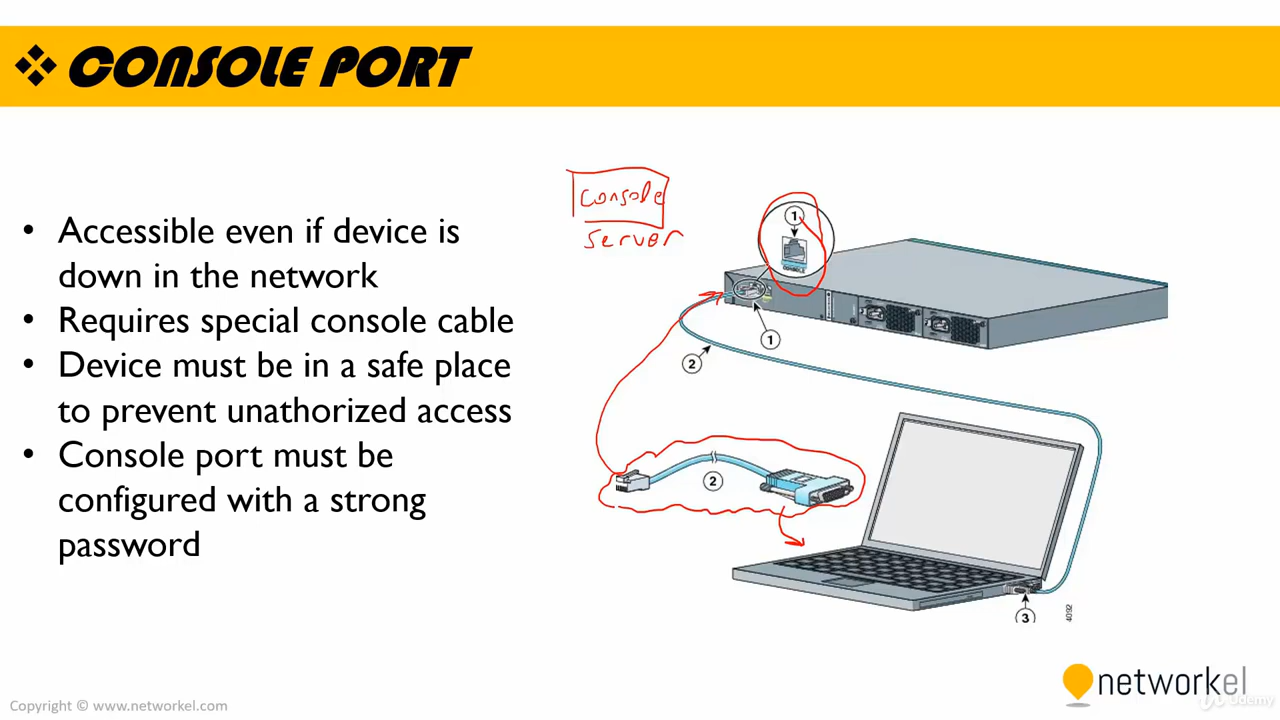 ❖ CONSOLE PORT
• Accessible even if device is
down in the network
• Requires special console cable
• Device must be in a safe place
to prevent unathorized access
• Console port must be
configured with a strong
password
console
server
1
CONSOLE
1
2
2
3
4092
networkel
Udemy
Copyright © www.networkel.com